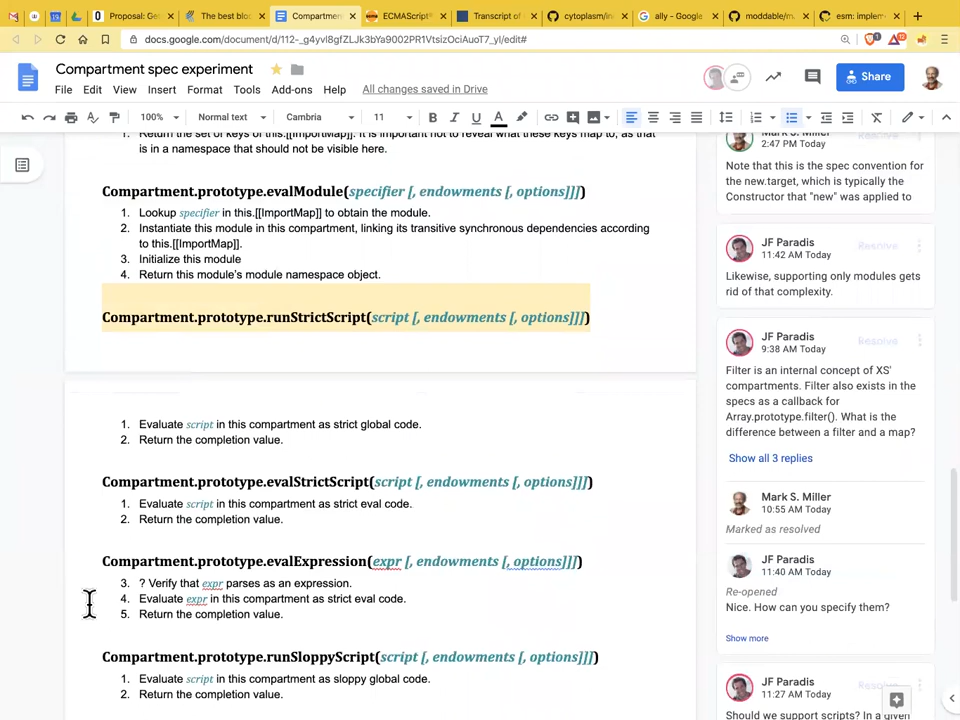 Proposal: Get
The best bloc
Compartment
ECMAScript®
Transcript of
cytoplasm/in
ally - Google
moddable/m
esm: implem
docs.google.com/document/d/112-_g4yvl8gfZLJk3bYa9002PR1VtsizOciAuoT7_yI/edit#
1
12
Compartment spec experiment
File Edit View Insert Format Tools Add-ons Help All changes saved in Drive
Share
100% Normal text Cambria 11 B I U A
1. Return the set of keys of this.[[ImportMap]]. It is important not to reveal what these keys map to, as that
is in a namespace that should not be visible here.
Compartment.prototype.evalModule(specifier [, endowments [, options]]])
1. Lookup specifier in this.[[ImportMap]] to obtain the module.
2. Instantiate this module in this compartment, linking its transitive synchronous dependencies according
to this.[[ImportMap]].
3. Initialize this module
4. Return this module's module namespace object.
Compartment.prototype.runStrictScript(script [, endowments [, options]]])
1. Evaluate script in this compartment as strict global code.
2. Return the completion value.
Compartment.prototype.evalStrictScript(script [, endowments [, options]]])
1. Evaluate script in this compartment as strict eval code.
2. Return the completion value.
Compartment.prototype.evalExpression(expr [, endowments [, options]]])
3. ? Verify that expr parses as an expression.
4. Evaluate expr in this compartment as strict eval code.
5. Return the completion value.
Compartment.prototype.runSloppyScript(script [, endowments [, options]]])
1. Evaluate script in this compartment as sloppy global code.
2. Return the completion value.
Mark S. Miller
Resolve
2:47 PM Today
Note that this is the spec convention for
the new.target, which is typically the
Constructor that "new" was applied to
JF Paradis
Resolve
11:42 AM Today
Likewise, supporting only modules gets
rid of that complexity.
JF Paradis
Resolve
9:38 AM Today
Filter is an internal concept of XS'
compartments. Filter also exists in the
specs as a callback for
Array.prototype.filter(). What is the
difference between a filter and a map?
Show all 3 replies
Mark S. Miller
10:55 AM Today
Marked as resolved
JF Paradis
11:40 AM Today
Re-opened
Nice. How can you specify them?
Show more
JF Paradis
Resolve
11:27 AM Today
Should we support scripts? In a given